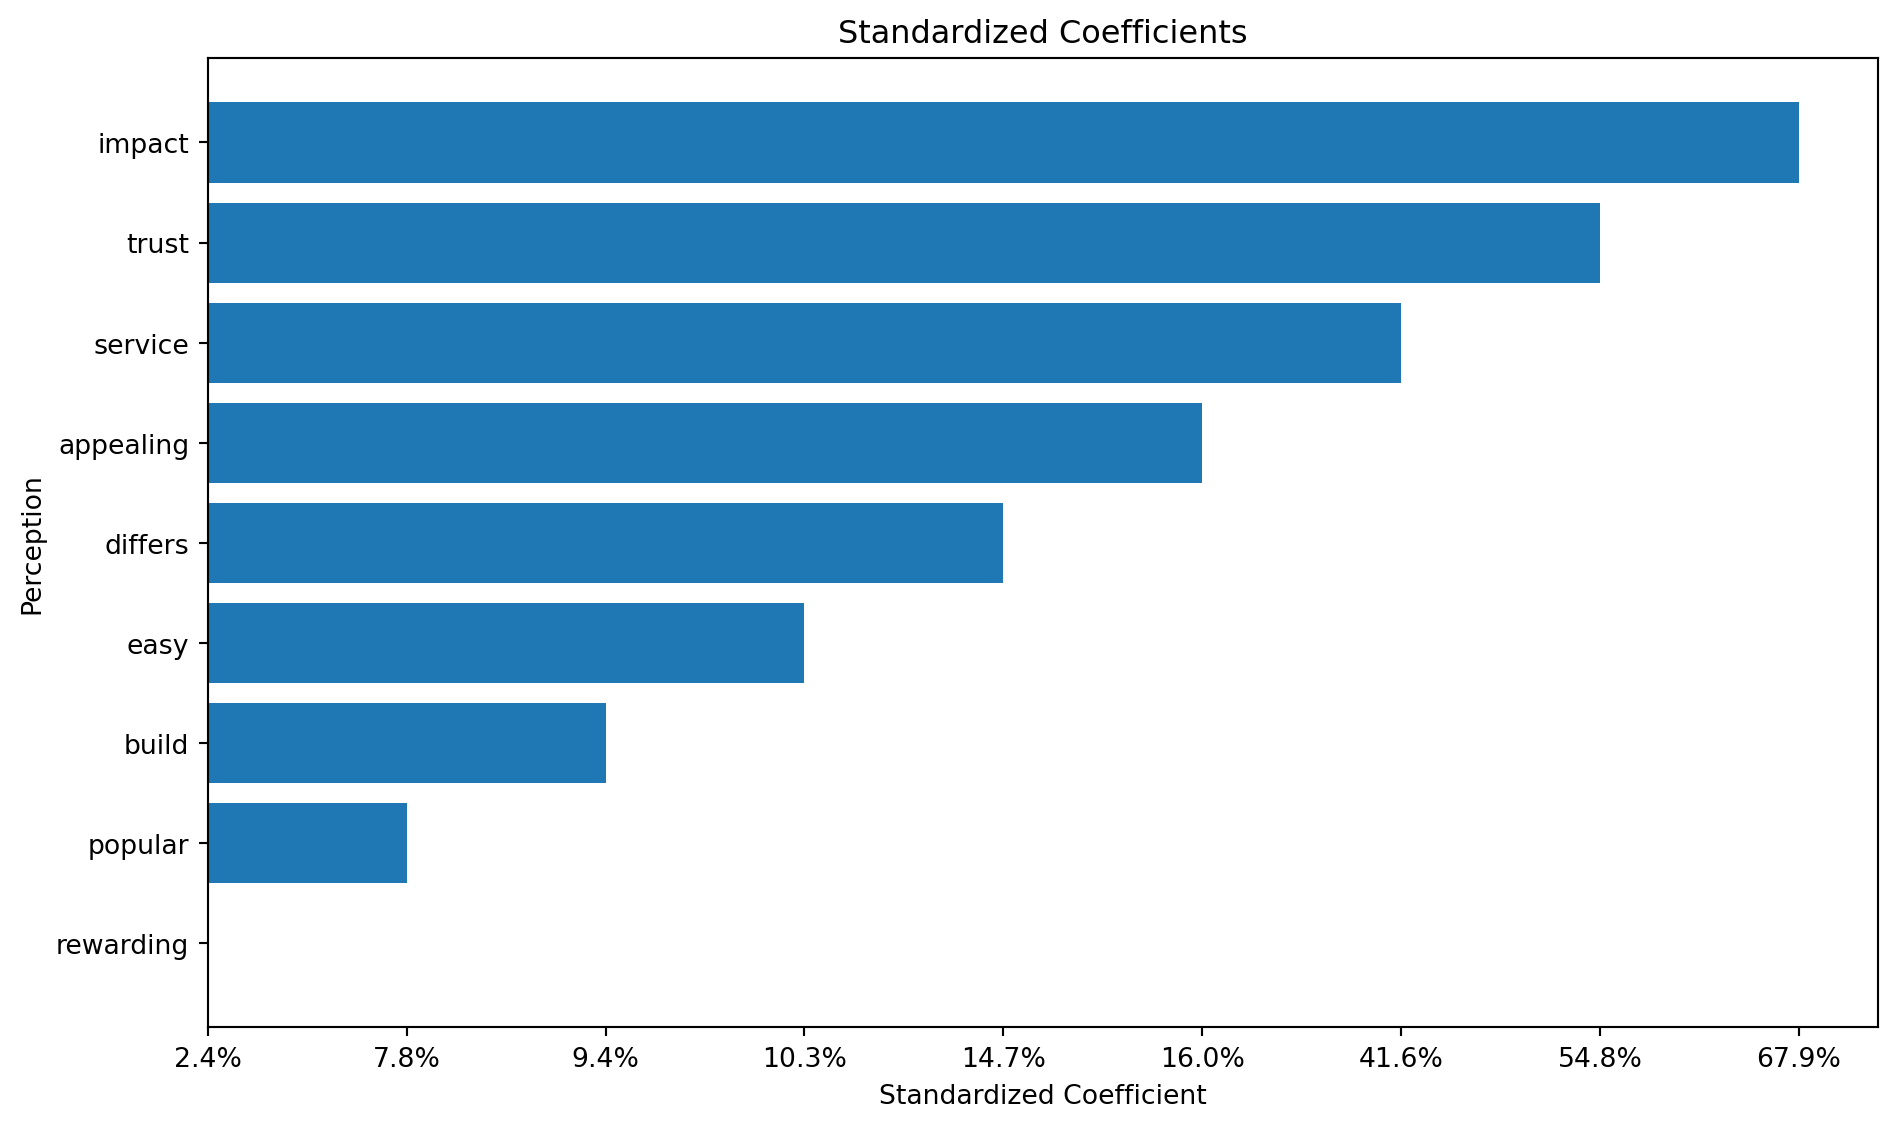 Standardized Coefficients
impact
trust
service
appealing
differs
easy
build
popular
rewarding
Perception
2.4% 7.8% 9.4% 10.3% 14.7% 16.0% 41.6% 54.8% 67.9%
Standardized Coefficient